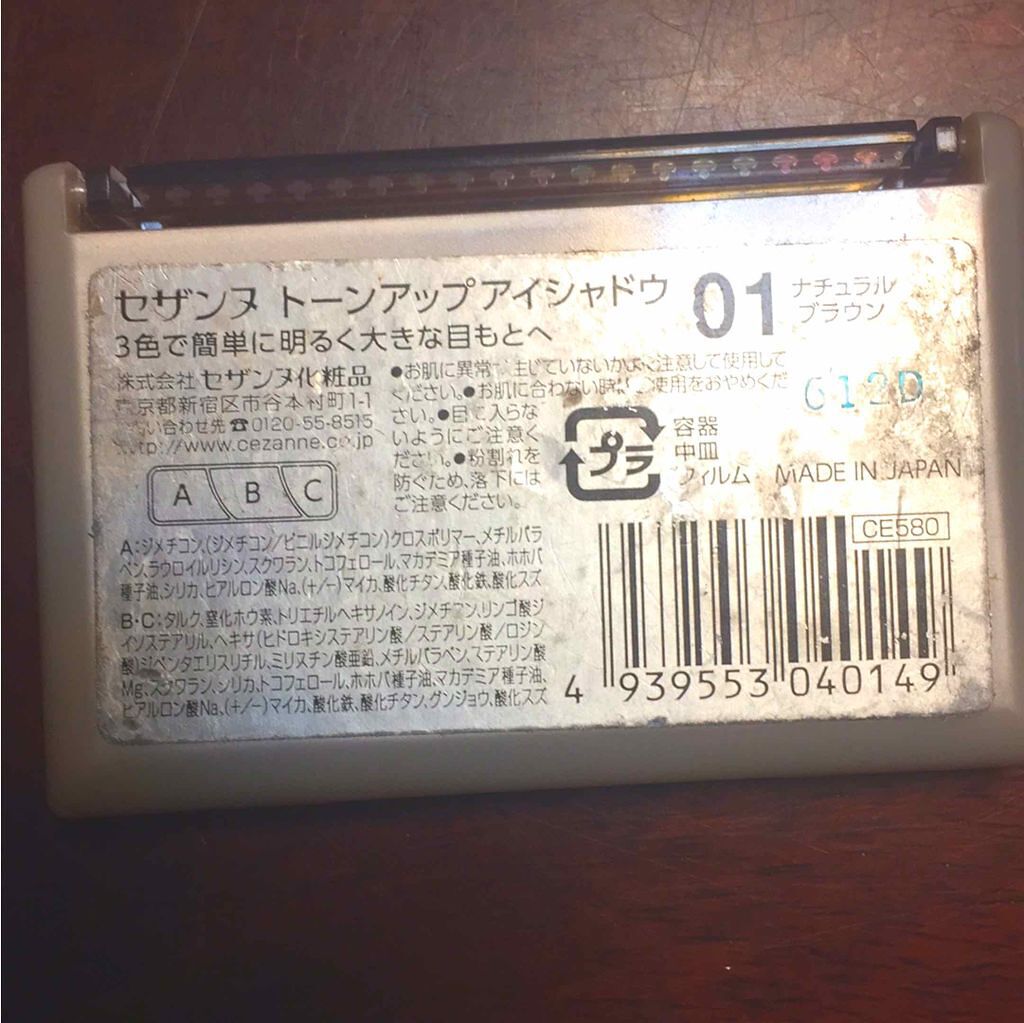 セザンヌ トーンアップアイシャドウ 01 ナチュラル
ブラウン
3色で簡単に明るく大きな目もとへ
株式会社 セザンヌ化粧品
京都新宿区市谷本村町1-1
い合わせ先☎0120-55-8515
http://www.cezanne.co.jp
A B C
●お肌に異常 生じていないかよく注意して使用して
ください。●お肌に合わない時 ご使用をおやめくだ
さい。●目に入らな
いようにご注意く
ださい。●粉割れを
防ぐため、落下には
ご注意ください。
G12D
プラ
容器
中皿
フィルム MADE IN JAPAN
CE580
A:ジメチコン、(ジメチコン/ビニルジメチコン)クロスポリマー、メチルパラ
ベン、ラウロイルリシン、スクワラン、トコフェロール、マカデミア種子油、ホホバ
種子油、シリカ、ヒアルロン酸Na、(+/−)マイカ、酸化チタン、酸化鉄、酸化スズ
B・C:タルク、窒化ホウ素、トリエチルヘキサノイン、ジメチコン、リンゴ酸ジ
イソステアリル、ヘキサ(ヒドロキシステアリン酸/ステアリン酸/ロジン
酸)ジペンタエリスリチル、ミリスチン酸亜鉛、メチルパラベン、ステアリン酸
Mg、スクワラン、シリカ、トコフェロール、ホホバ種子油、マカデミア種子油、
ヒアルロン酸Na、(+/−)マイカ、酸化鉄、酸化チタン、グンジョウ、酸化スズ
4 939553 040149